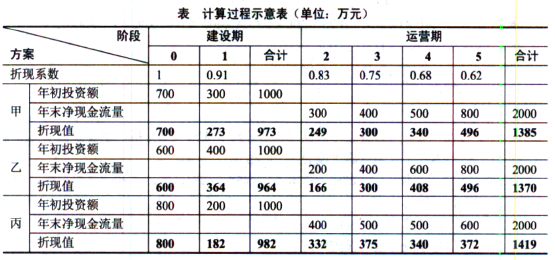 表 计算过程示意表（单位：万元）
阶段 建设期 运营期
方案 0 1 合计 2 3 4 5 合计
折现系数 1 0.91 0.83 0.75 0.68 0.62
甲 年初投资额 700 300 1000
年末净现金流量 300 400 500 800 2000
折现值 700 273 973 249 300 340 496 1385
乙 年初投资额 600 400 1000
年末净现金流量 200 400 600 800 2000
折现值 600 364 964 166 300 408 496 1370
丙 年初投资额 800 200 1000
年末净现金流量 400 500 500 600 2000
折现值 800 182 982 332 375 340 372 1419